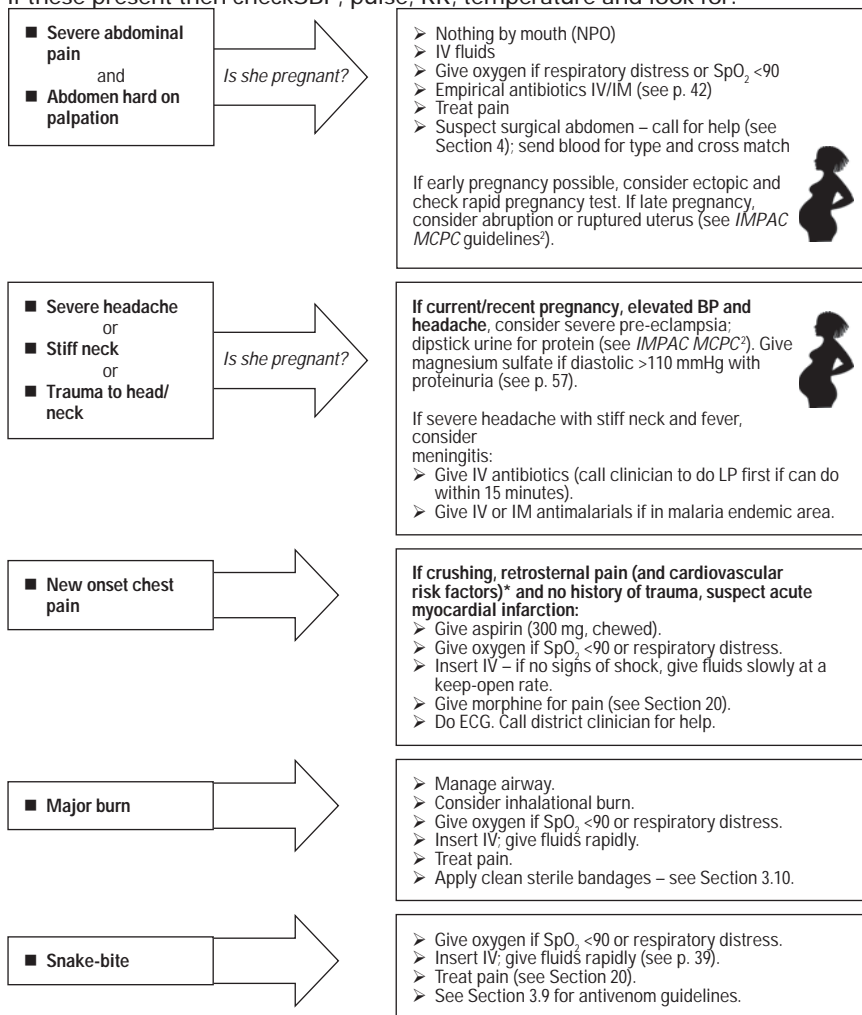 If these present then checkSBP, pulse, RR, temperature and look for:
■ Severe abdominal
pain
and
■ Abdomen hard on
palpation
Is she pregnant?
➢ Nothing by mouth (NPO)
➢ IV fluids
➢ Give oxygen if respiratory distress or SpO₂ <90
➢ Empirical antibiotics IV/IM (see p. 42)
➢ Treat pain
➢ Suspect surgical abdomen – call for help (see
Section 4); send blood for type and cross match
If early pregnancy possible, consider ectopic and
check rapid pregnancy test. If late pregnancy,
consider abruption or ruptured uterus (see IMPAC
MCPC guidelines²).
■ Severe headache
or
■ Stiff neck
or
■ Trauma to head/
neck
Is she pregnant?
If current/recent pregnancy, elevated BP and
headache, consider severe pre-eclampsia;
dipstick urine for protein (see IMPAC MCPC²). Give
magnesium sulfate if diastolic >110 mmHg with
proteinuria (see p. 57).
If severe headache with stiff neck and fever,
consider
meningitis:
➢ Give IV antibiotics (call clinician to do LP first if can do
within 15 minutes).
➢ Give IV or IM antimalarials if in malaria endemic area.
■ New onset chest
pain
If crushing, retrosternal pain (and cardiovascular
risk factors)* and no history of trauma, suspect acute
myocardial infarction:
➢ Give aspirin (300 mg, chewed).
➢ Give oxygen if SpO₂ <90 or respiratory distress.
➢ Insert IV – if no signs of shock, give fluids slowly at a
keep-open rate.
➢ Give morphine for pain (see Section 20).
➢ Do ECG. Call district clinician for help.
■ Major burn
➢ Manage airway.
➢ Consider inhalational burn.
➢ Give oxygen if SpO₂ <90 or respiratory distress.
➢ Insert IV; give fluids rapidly.
➢ Treat pain.
➢ Apply clean sterile bandages – see Section 3.10.
■ Snake-bite
➢ Give oxygen if SpO₂ <90 or respiratory distress.
➢ Insert IV; give fluids rapidly (see p. 39).
➢ Treat pain (see Section 20).
➢ See Section 3.9 for antivenom guidelines.